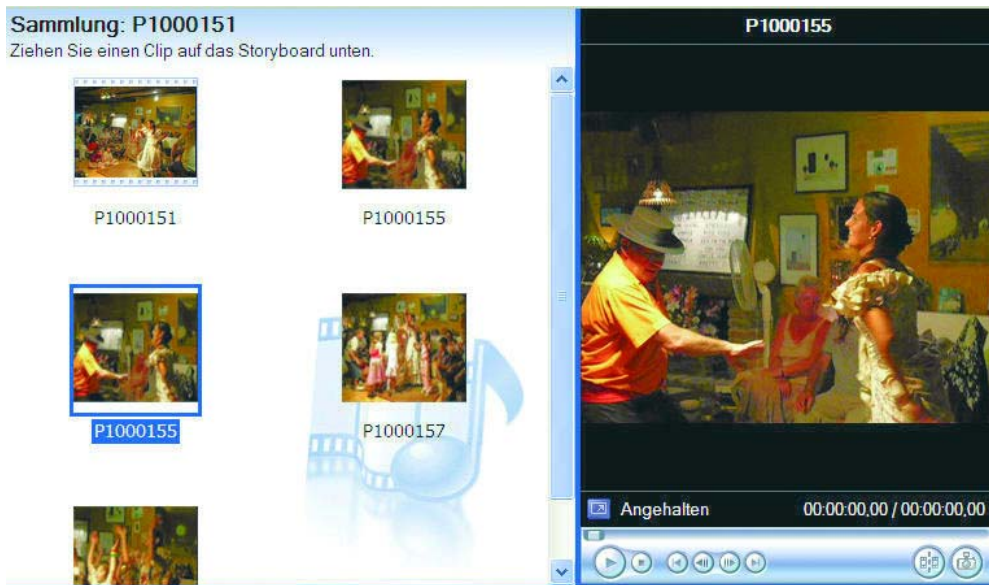 Sammlung: P1000151
Ziehen Sie einen Clip auf das Storyboard unten.
P1000151
P1000155
P1000155
P1000157
P1000155
Angehalten
00:00:00,00 / 00:00:00,00